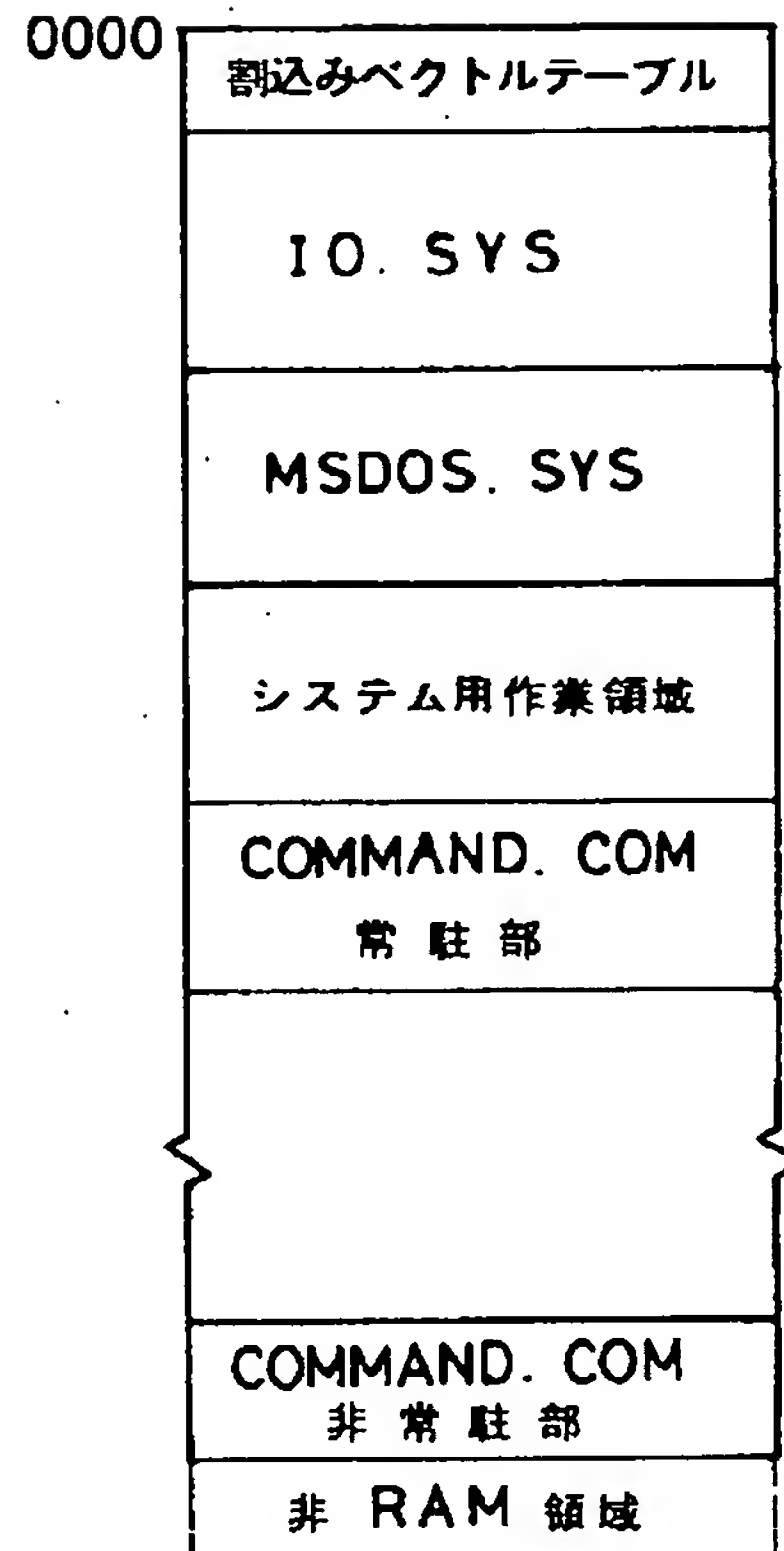 0000
割込みベクトルテーブル
IO. SYS
MSDOS. SYS
システム用作業領域
COMMAND. COM
常駐部
COMMAND. COM
非常駐部
非 RAM 領域